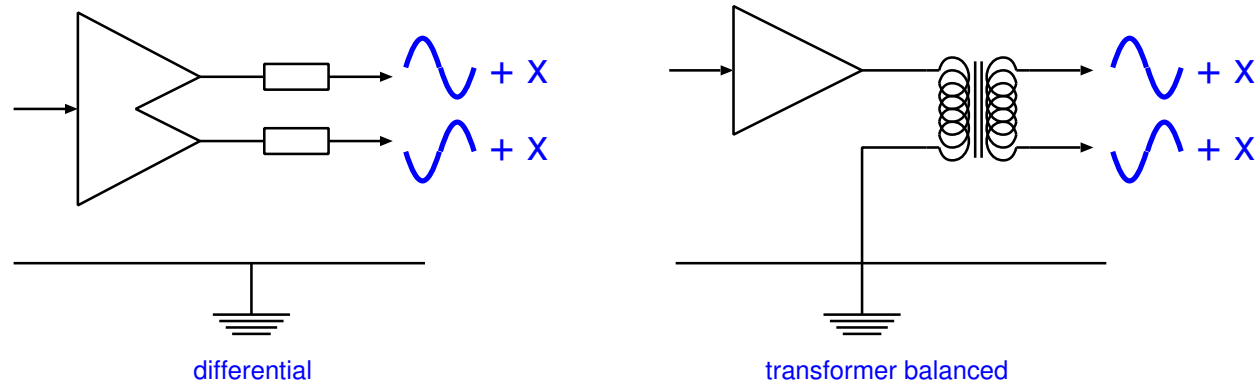 + X
+ X
+ X
+ X
differential
transformer balanced